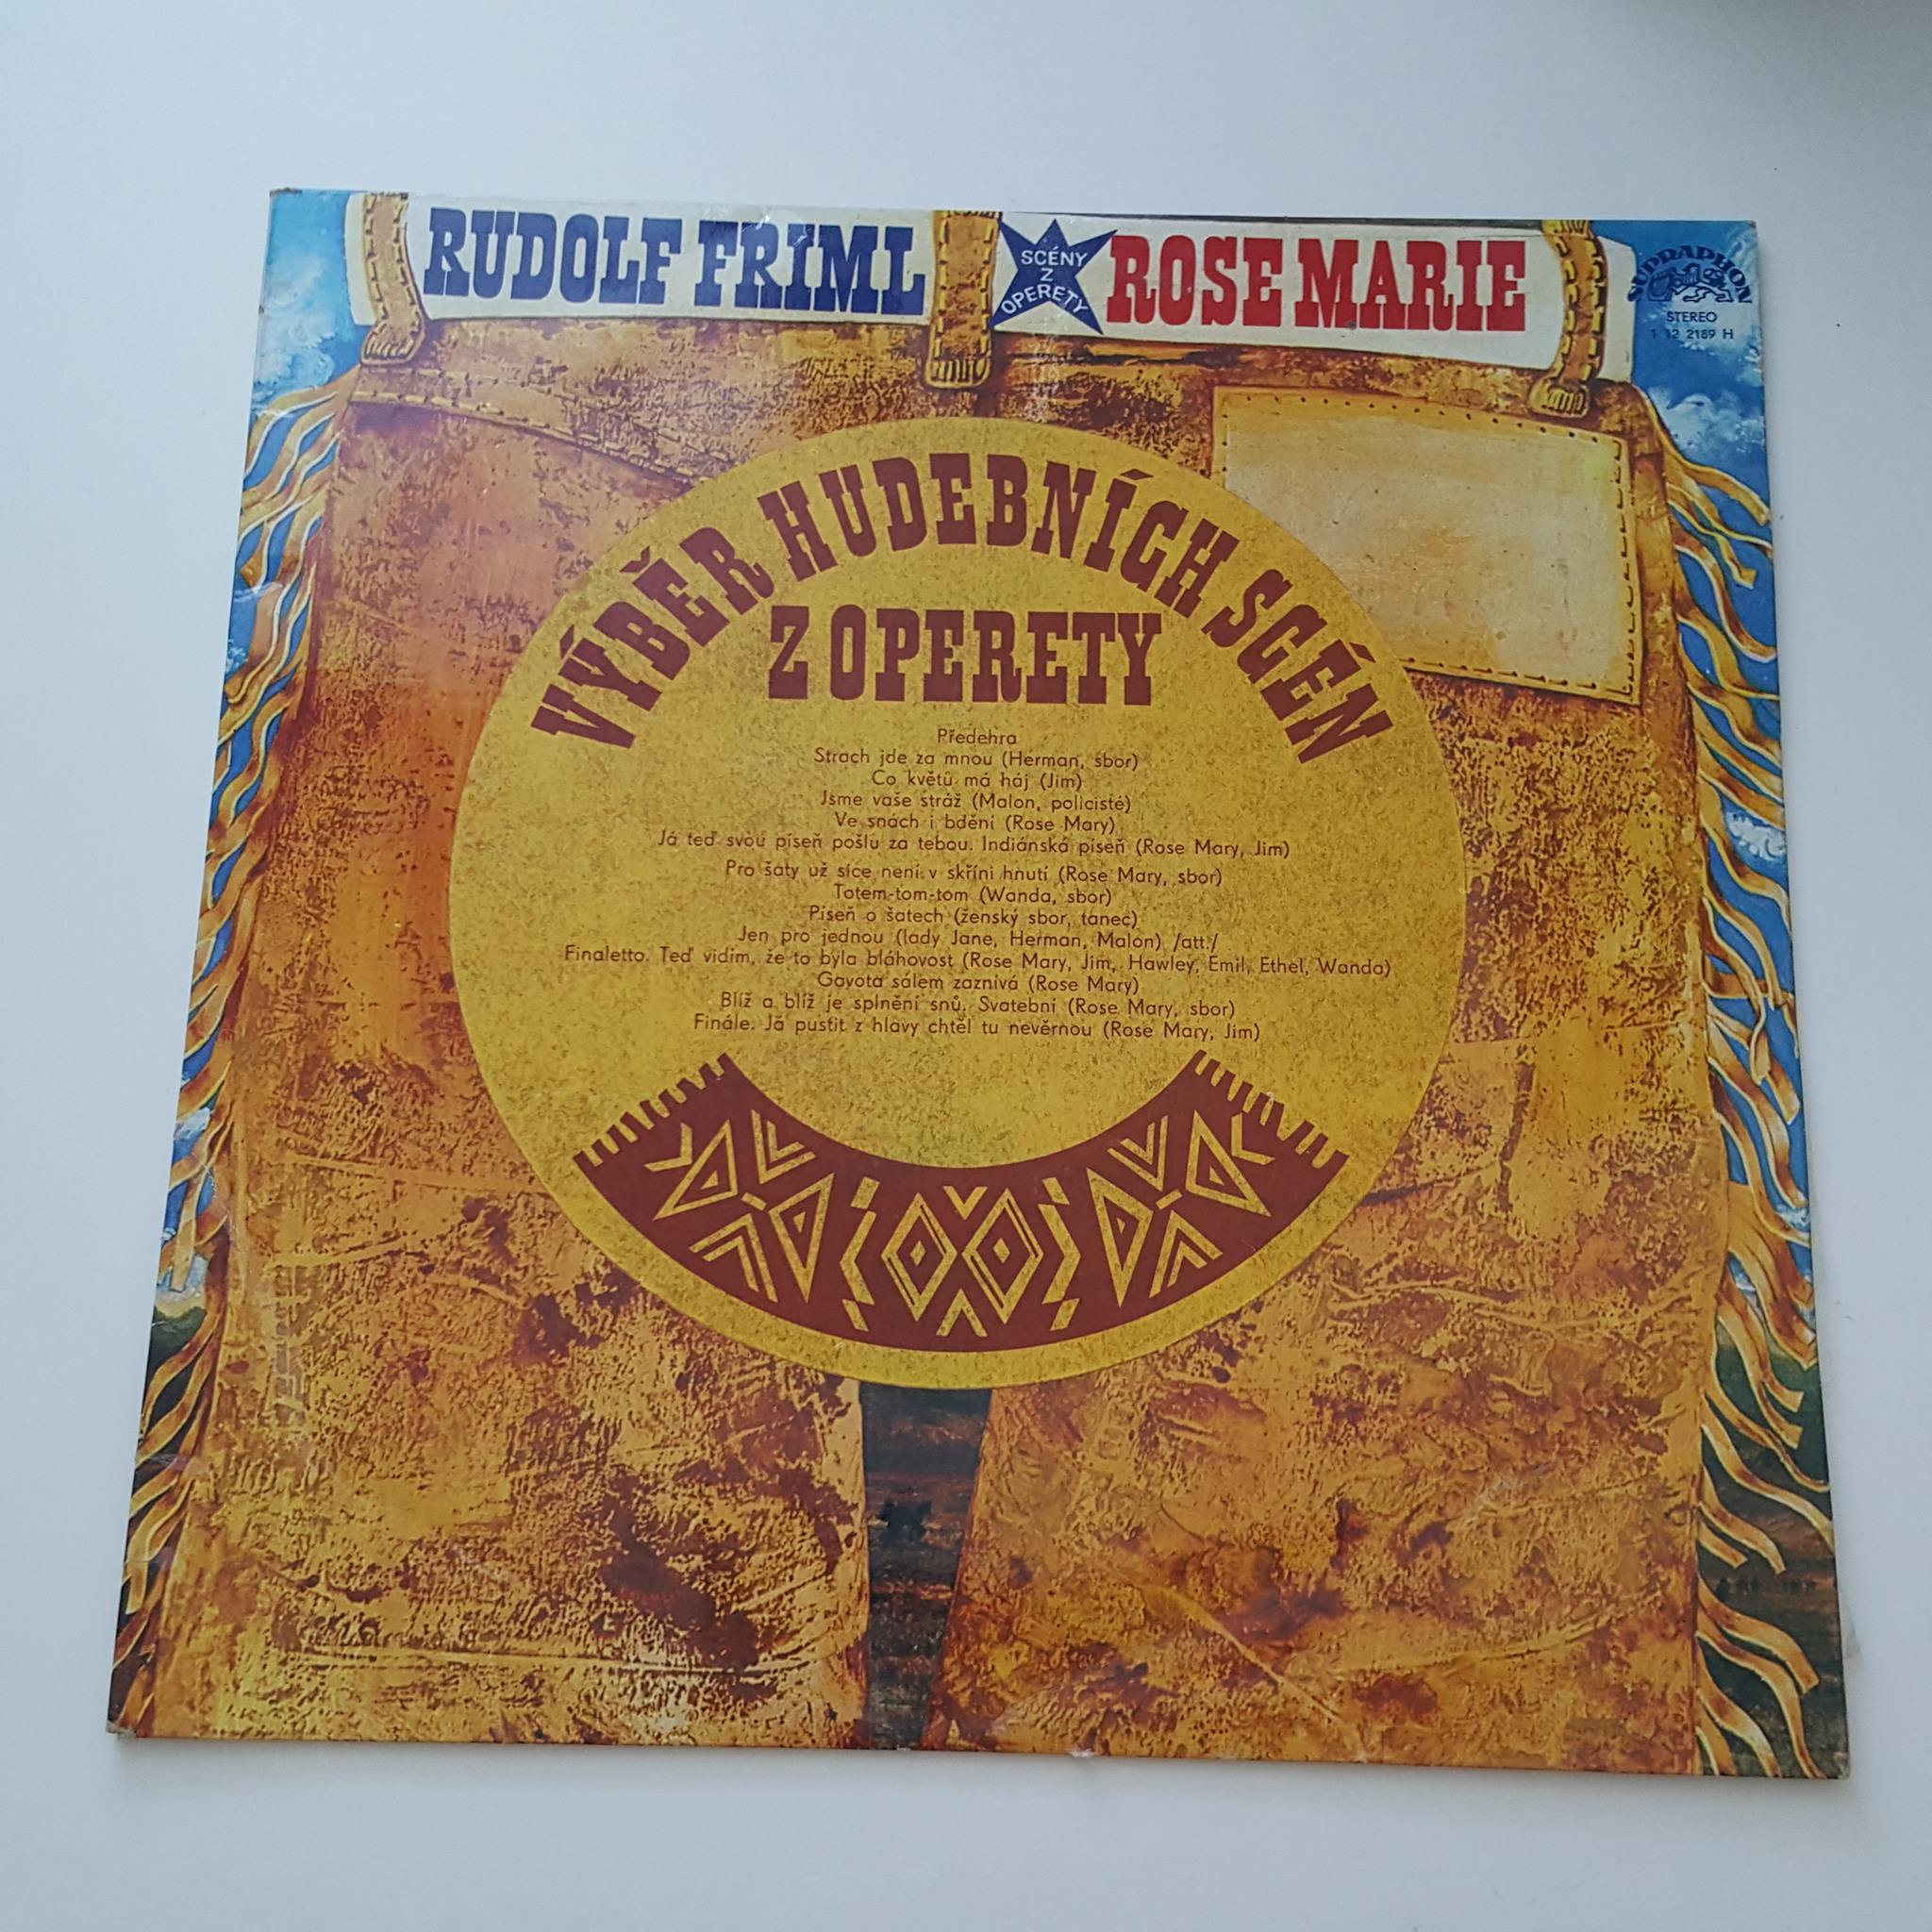 RUDOLF FRIML
SCÉNY
Z
OPERETY
ROSE MARIE
SUPRAPHON
STEREO
1 12 2189 H
VÝBĚR HUDEBNÍCH SCÉN
Z OPERETY
Předehra
Strach jde za mnou (Herman, sbor)
Co květů má háj (Jim)
Jsme vaše stráž (Malon, policisté)
Ve snách i bdění (Rose Mary)
Já teď svou píseň pošlu za tebou. Indiánská píseň (Rose Mary, Jim)
Pro šaty už sice není v skříni hnutí (Rose Mary, sbor)
Totem-tom-tom (Wanda, sbor)
Píseň o šatech (ženský sbor, tanec)
Jen pro jednou (lady Jane, Herman, Malon) /att./
Finaletto. Teď vidím, že to byla bláhovost (Rose Mary, Jim, Hawley, Emil, Ethel, Wanda)
Gavota sálem zaznívá (Rose Mary)
Blíž a blíž je splnění snů. Svatební (Rose Mary, sbor)
Finále. Já pustit z hlavy chtěl tu nevěrnou (Rose Mary, Jim)